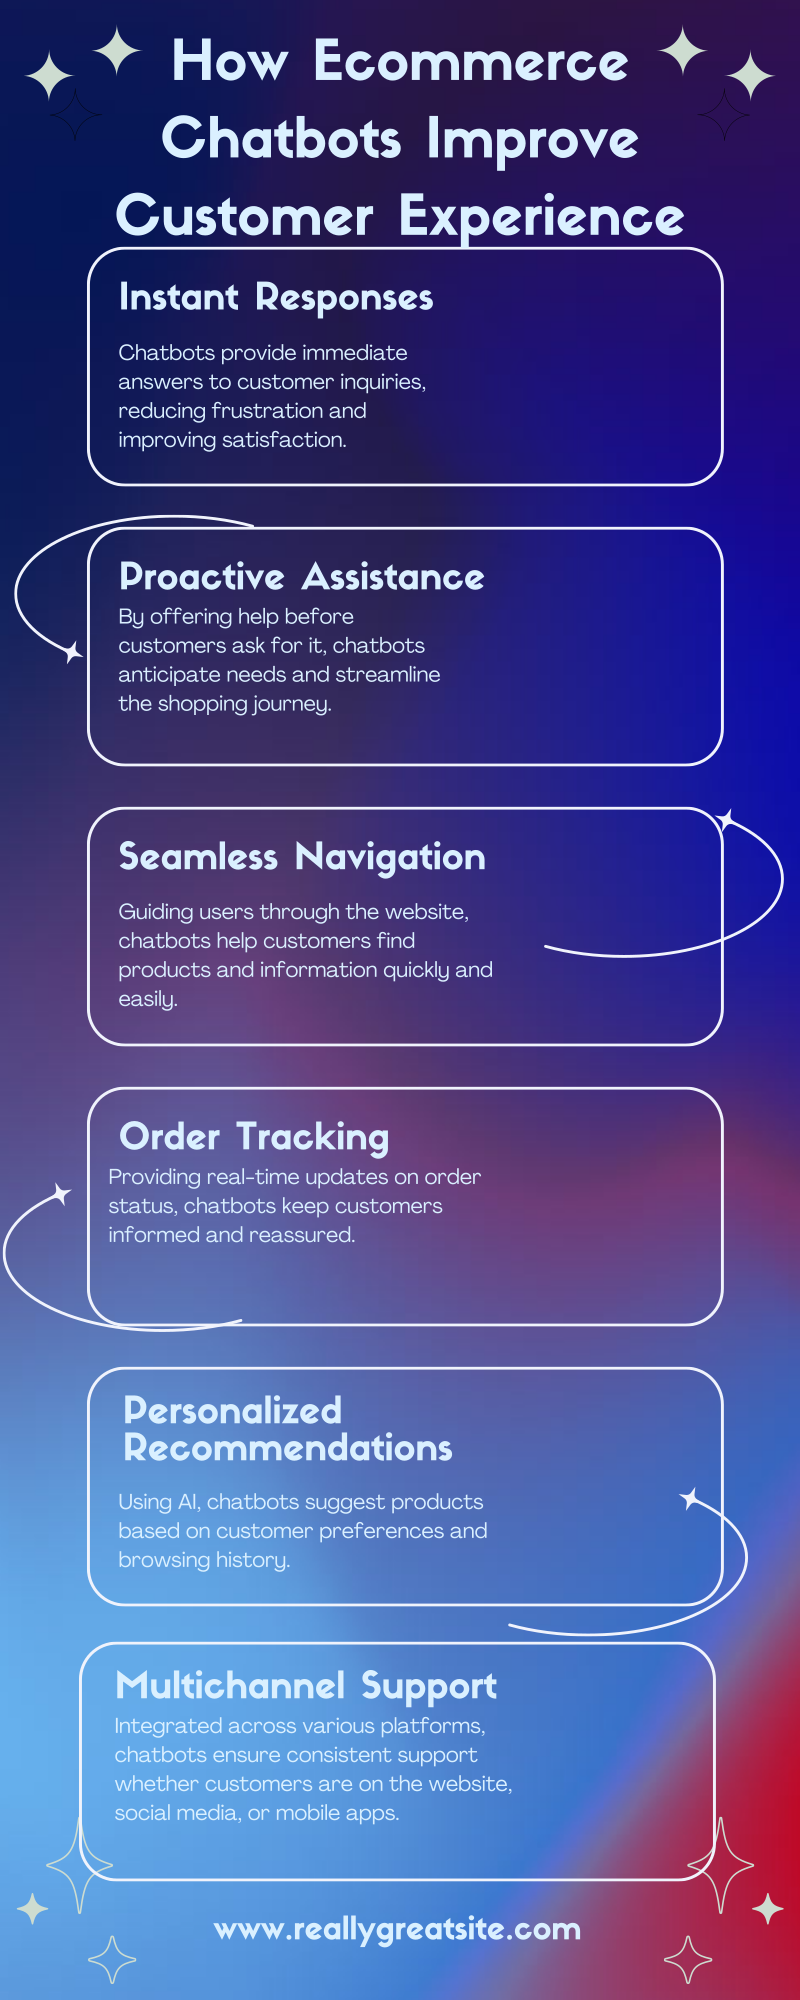 How Ecommerce
Chatbots Improve
Customer Experience
Instant Responses
Chatbots provide immediate
answers to customer inquiries,
reducing frustration and
improving satisfaction.
Proactive Assistance
By offering help before
customers ask for it, chatbots
anticipate needs and streamline
the shopping journey.
Seamless Navigation
Guiding users through the website,
chatbots help customers find
products and information quickly and
easily.
Order Tracking
Providing real-time updates on order
status, chatbots keep customers
informed and reassured.
Personalized
Recommendations
Using AI, chatbots suggest products
based on customer preferences and
browsing history.
Multichannel Support
Integrated across various platforms,
chatbots ensure consistent support
whether customers are on the website,
social media, or mobile apps.
www.reallygreatsite.com